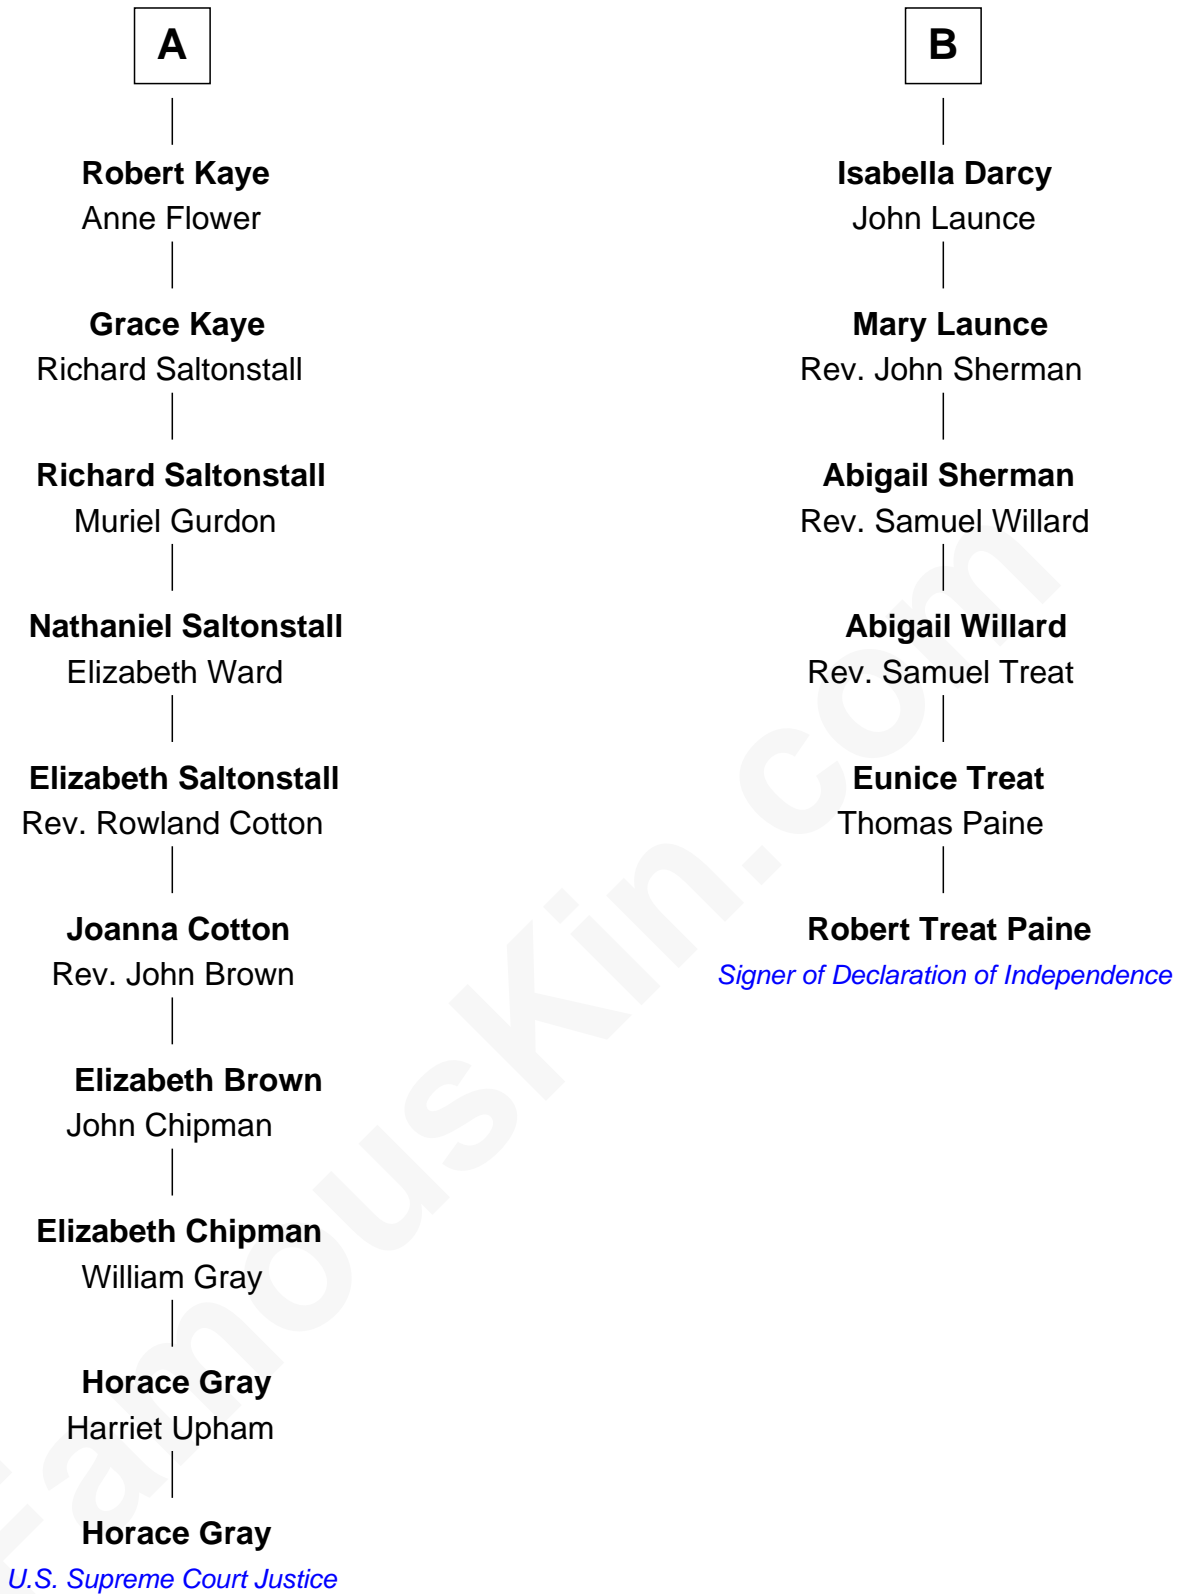 A
Robert Kaye
Anne Flower
Grace Kaye
Richard Saltonstall
Richard Saltonstall
Muriel Gurdon
Nathaniel Saltonstall
Elizabeth Ward
Elizabeth Saltonstall
Rev. Rowland Cotton
Joanna Cotton
Rev. John Brown
Elizabeth Brown
John Chipman
Elizabeth Chipman
William Gray
Horace Gray
Harriet Upham
Horace Gray
U.S. Supreme Court Justice
B
Isabella Darcy
John Launce
Mary Launce
Rev. John Sherman
Abigail Sherman
Rev. Samuel Willard
Abigail Willard
Rev. Samuel Treat
Eunice Treat
Thomas Paine
Robert Treat Paine
Signer of Declaration of Independence
FamousKin.com